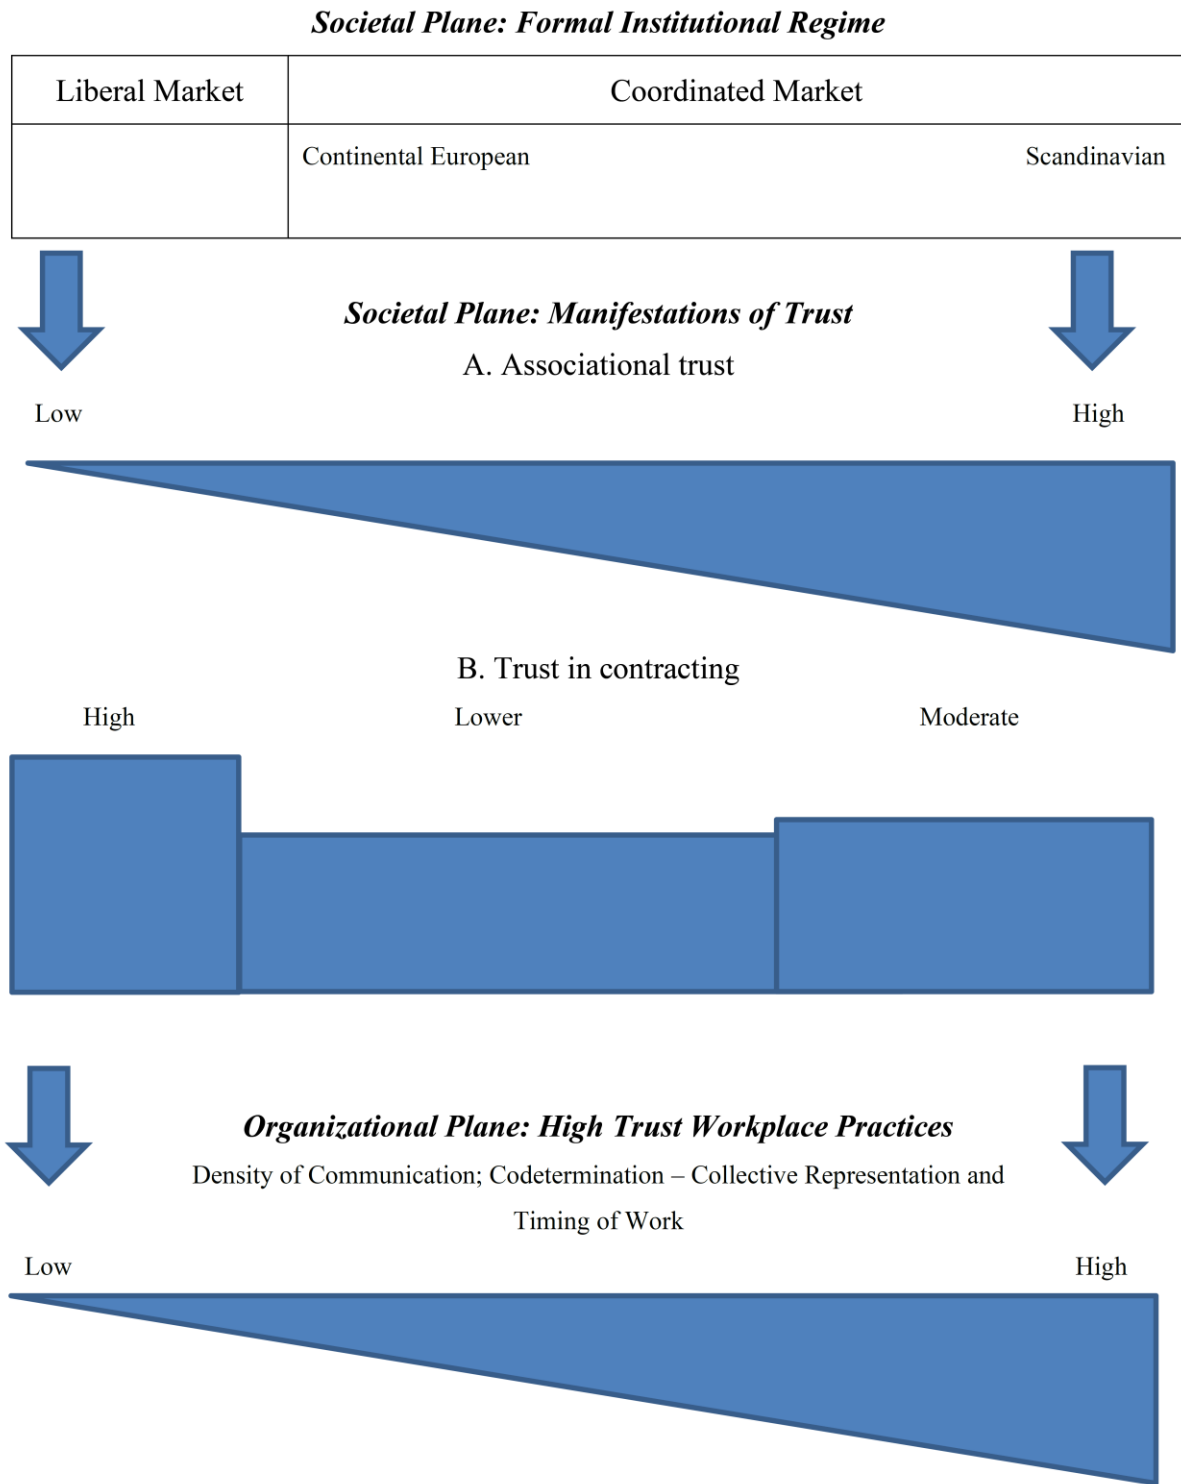 Societal Plane: Formal Institutional Regime
Liberal Market
Coordinated Market
Continental European
Scandinavian
Societal Plane: Manifestations of Trust
A. Associational trust
Low
High
B. Trust in contracting
High
Lower
Moderate
Organizational Plane: High Trust Workplace Practices
Density of Communication; Codetermination – Collective Representation and
Timing of Work
Low
High